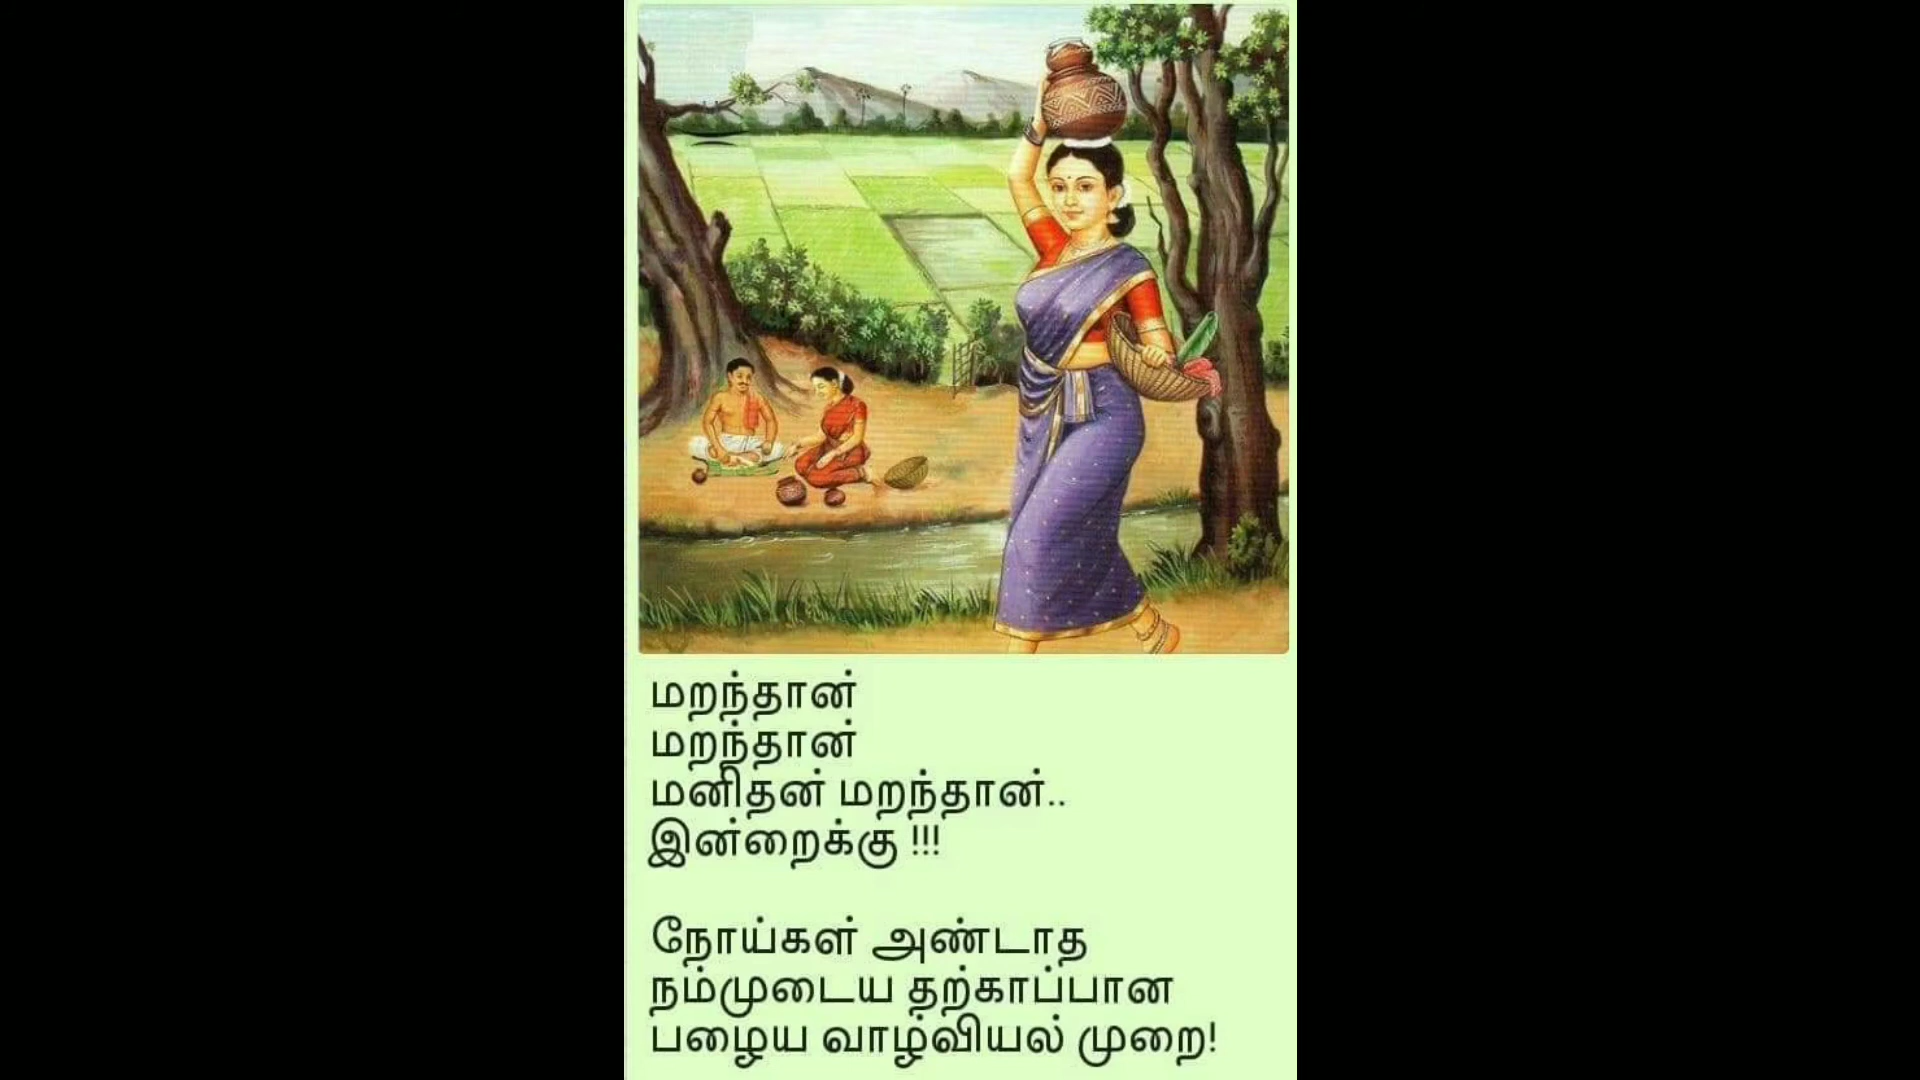 மறந்தான்
மறந்தான்
மனிதன் மறந்தான்..
இன்றைக்கு !!!
நோய்கள் அண்டாத
நம்முடைய தற்காப்பான
பழைய வாழ்வியல் முறை!